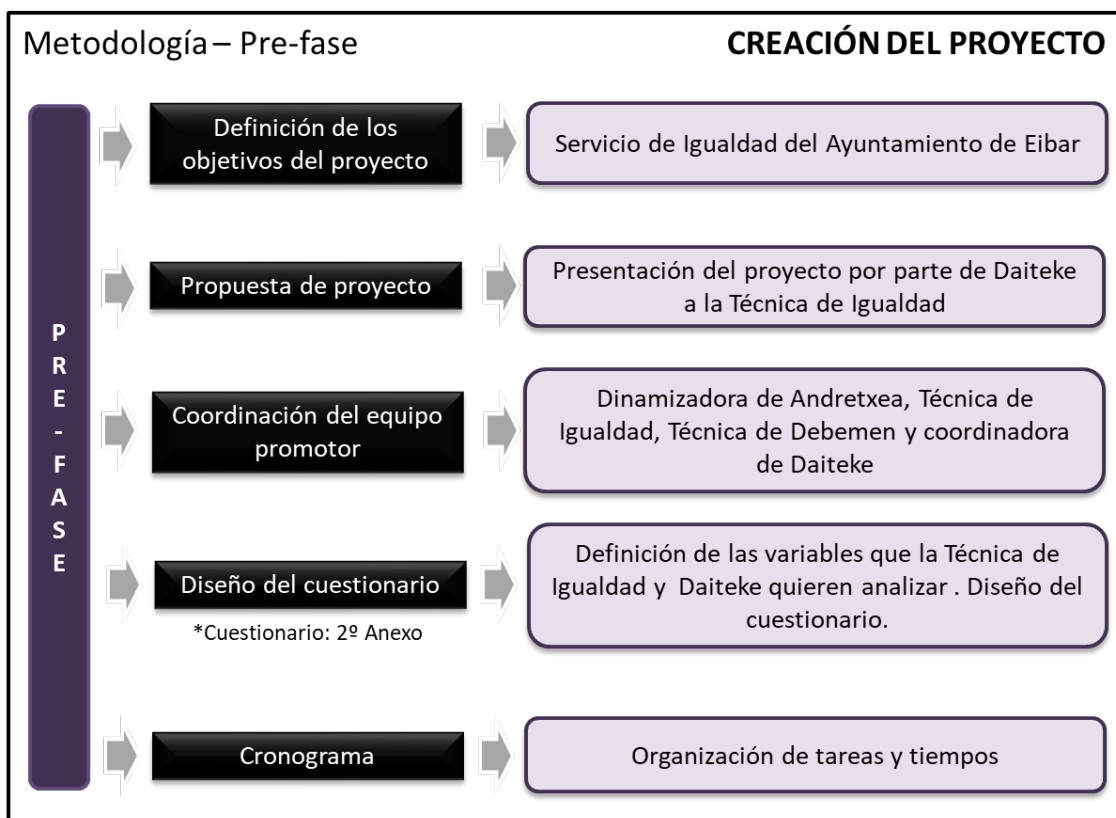 Metodología – Pre-fase
CREACIÓN DEL PROYECTO
PRE-FASE
Definición de los
objetivos del proyecto
Servicio de Igualdad del Ayuntamiento de Eibar
Propuesta de proyecto
Presentación del proyecto por parte de Daiteke
a la Técnica de Igualdad
Coordinación del equipo
promotor
Dinamizadora de Andretxea, Técnica de
Igualdad, Técnica de Debemen y coordinadora
de Daiteke
Diseño del cuestionario
*Cuestionario: 2º Anexo
Definición de las variables que la Técnica de
Igualdad y Daiteke quieren analizar . Diseño del
cuestionario.
Cronograma
Organización de tareas y tiempos